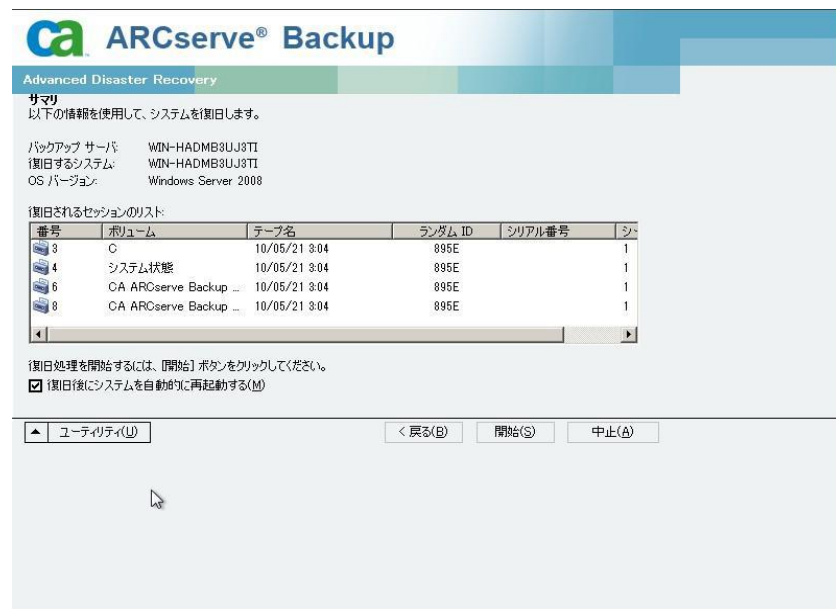 ca ARCserve® Backup
Advanced Disaster Recovery
サマリ
以下の情報を使用して、システムを復旧します。
バックアップ サーバ: WIN-HADMB3UJ3TI
復旧するシステム: WIN-HADMB3UJ3TI
OS バージョン: Windows Server 2008
復旧されるセッションのリスト:
番号 ボリューム テープ名 ランダム ID シリアル番号 シ
3 C 10/05/21 3:04 895E 1
4 システム状態 10/05/21 3:04 895E 1
6 CA ARCserve Backup ... 10/05/21 3:04 895E 1
8 CA ARCserve Backup ... 10/05/21 3:04 895E 1
復旧処理を開始するには、[開始] ボタンをクリックしてください。
復旧後にシステムを自動的に再起動する(M)
ユーティリティ(U) < 戻る(B) 開始(S) 中止(A)